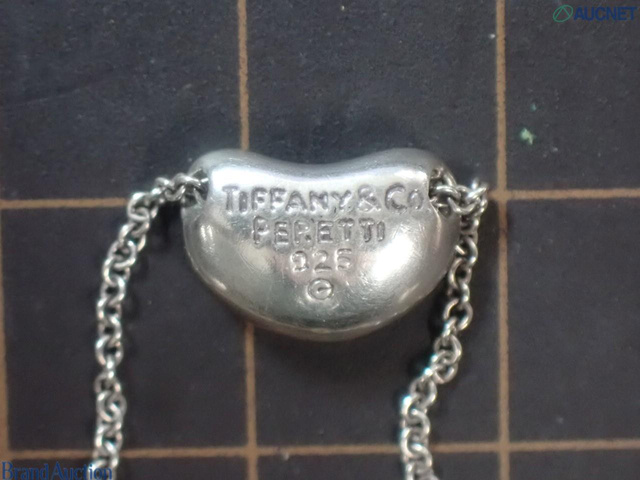 AUCNET
TIFFANY & CO
PERETTI
925
©
Brand Auction